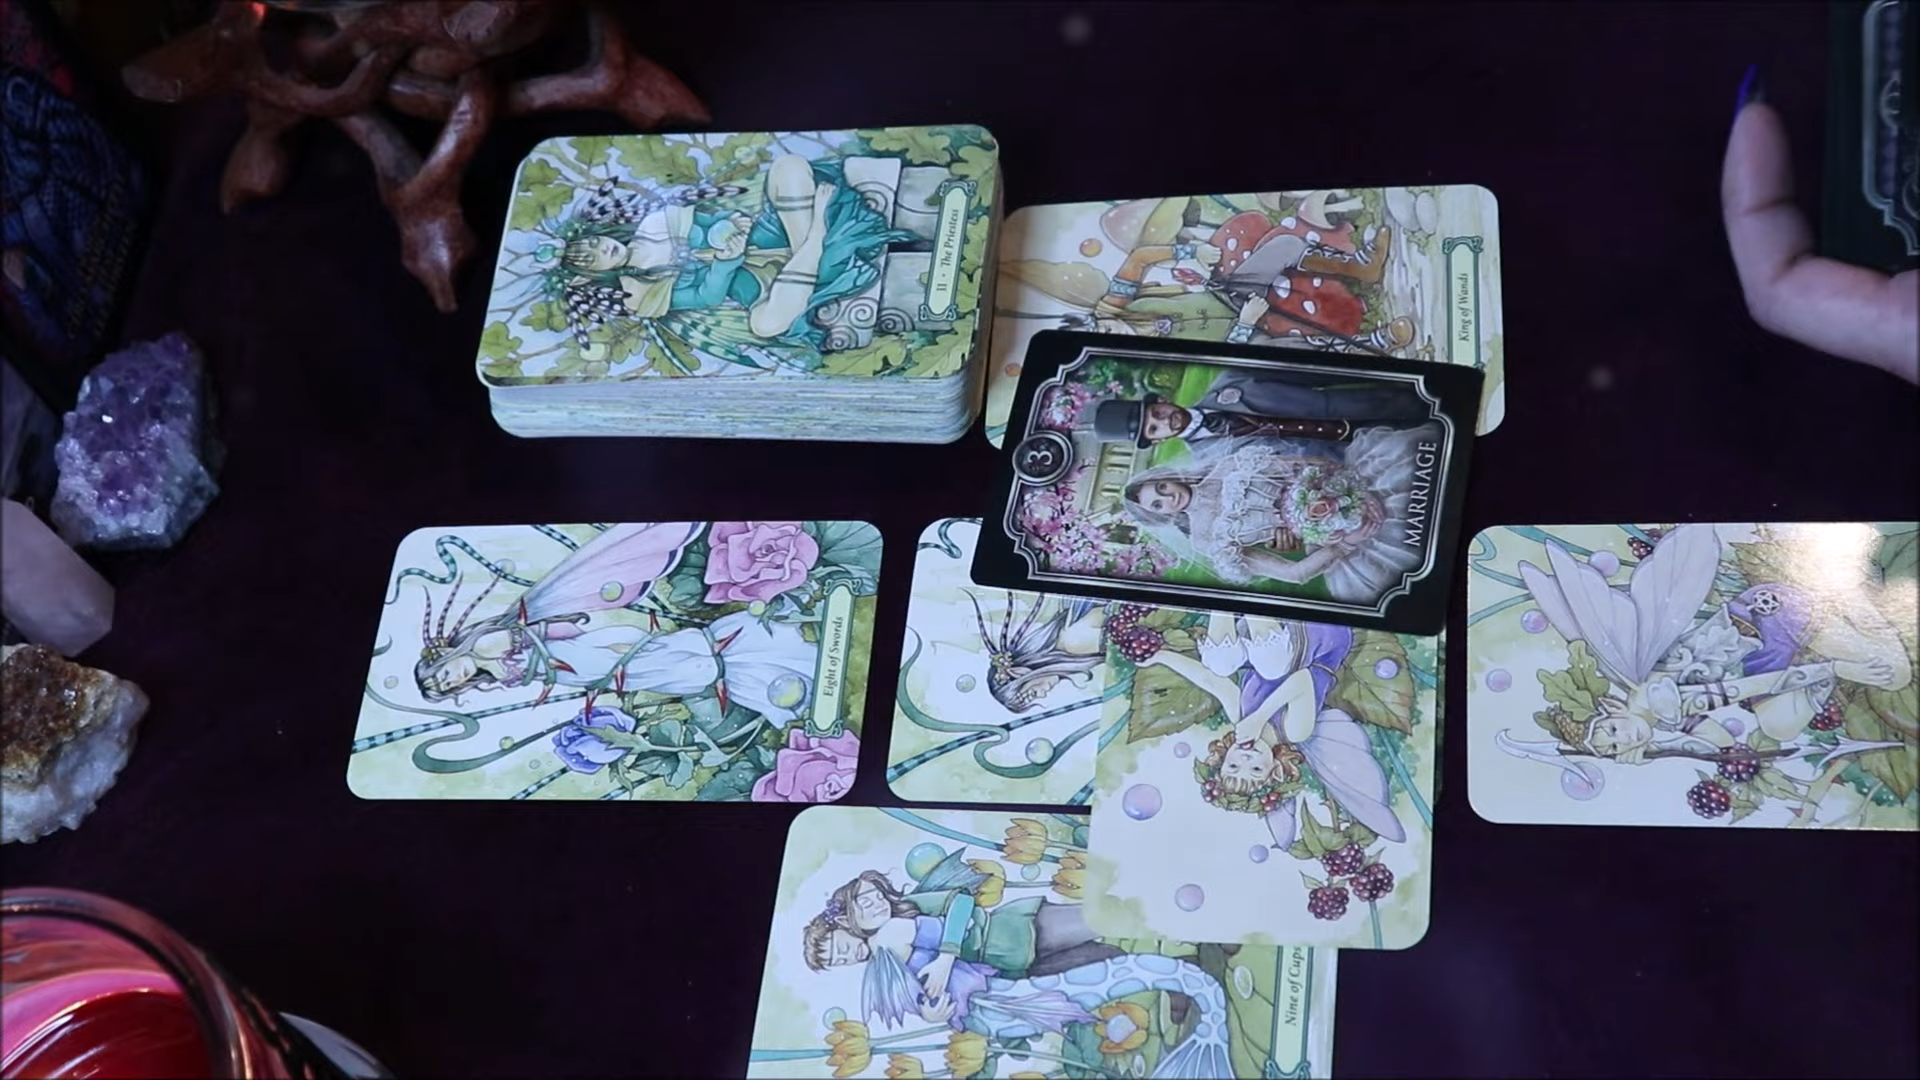 II • The Priestess
King of Wands
3
MARRIAGE
Eight of Swords
Nine of Cups